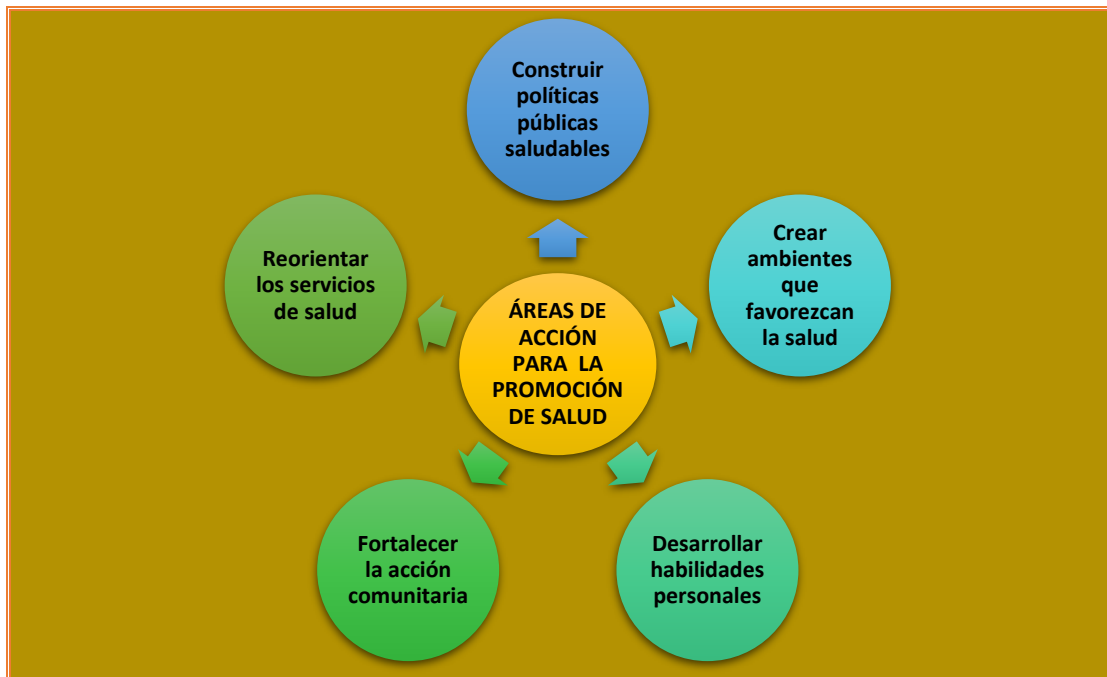 Construir
políticas
públicas
saludables
Reorientar
los servicios
de salud
Crear
ambientes
que
favorezcan
la salud
ÁREAS DE
ACCIÓN
PARA LA
PROMOCIÓN
DE SALUD
Fortalecer
la acción
comunitaria
Desarrollar
habilidades
personales